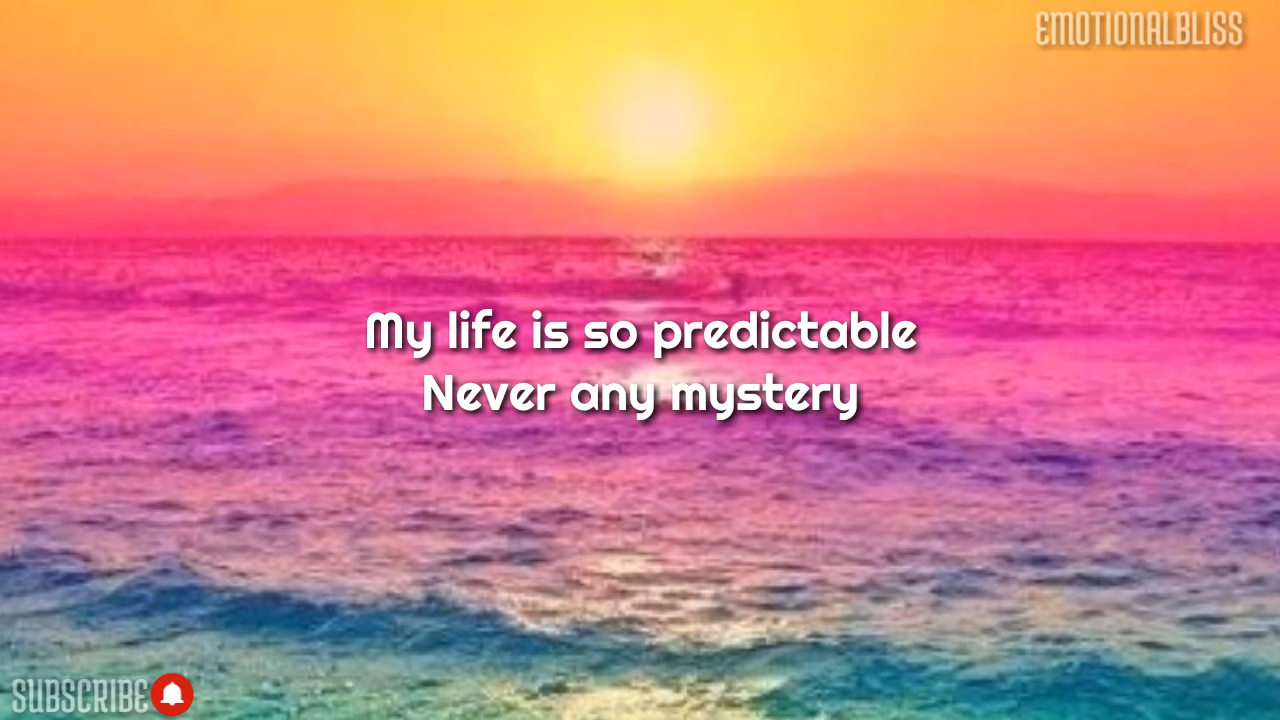 EMOTIONALBLISS
My life is so predictable
Never any mystery
SUBSCRIBE